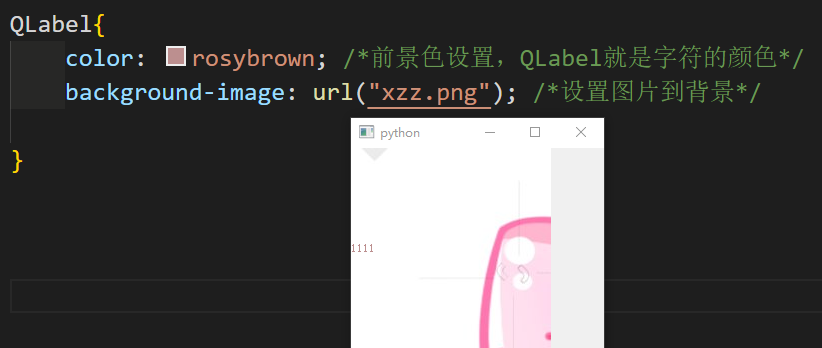 QLabel{
color: rosybrown; /*前景色设置，QLabel就是字符的颜色*/
background-image: url("xzz.png"); /*设置图片到背景*/
python
1111
}